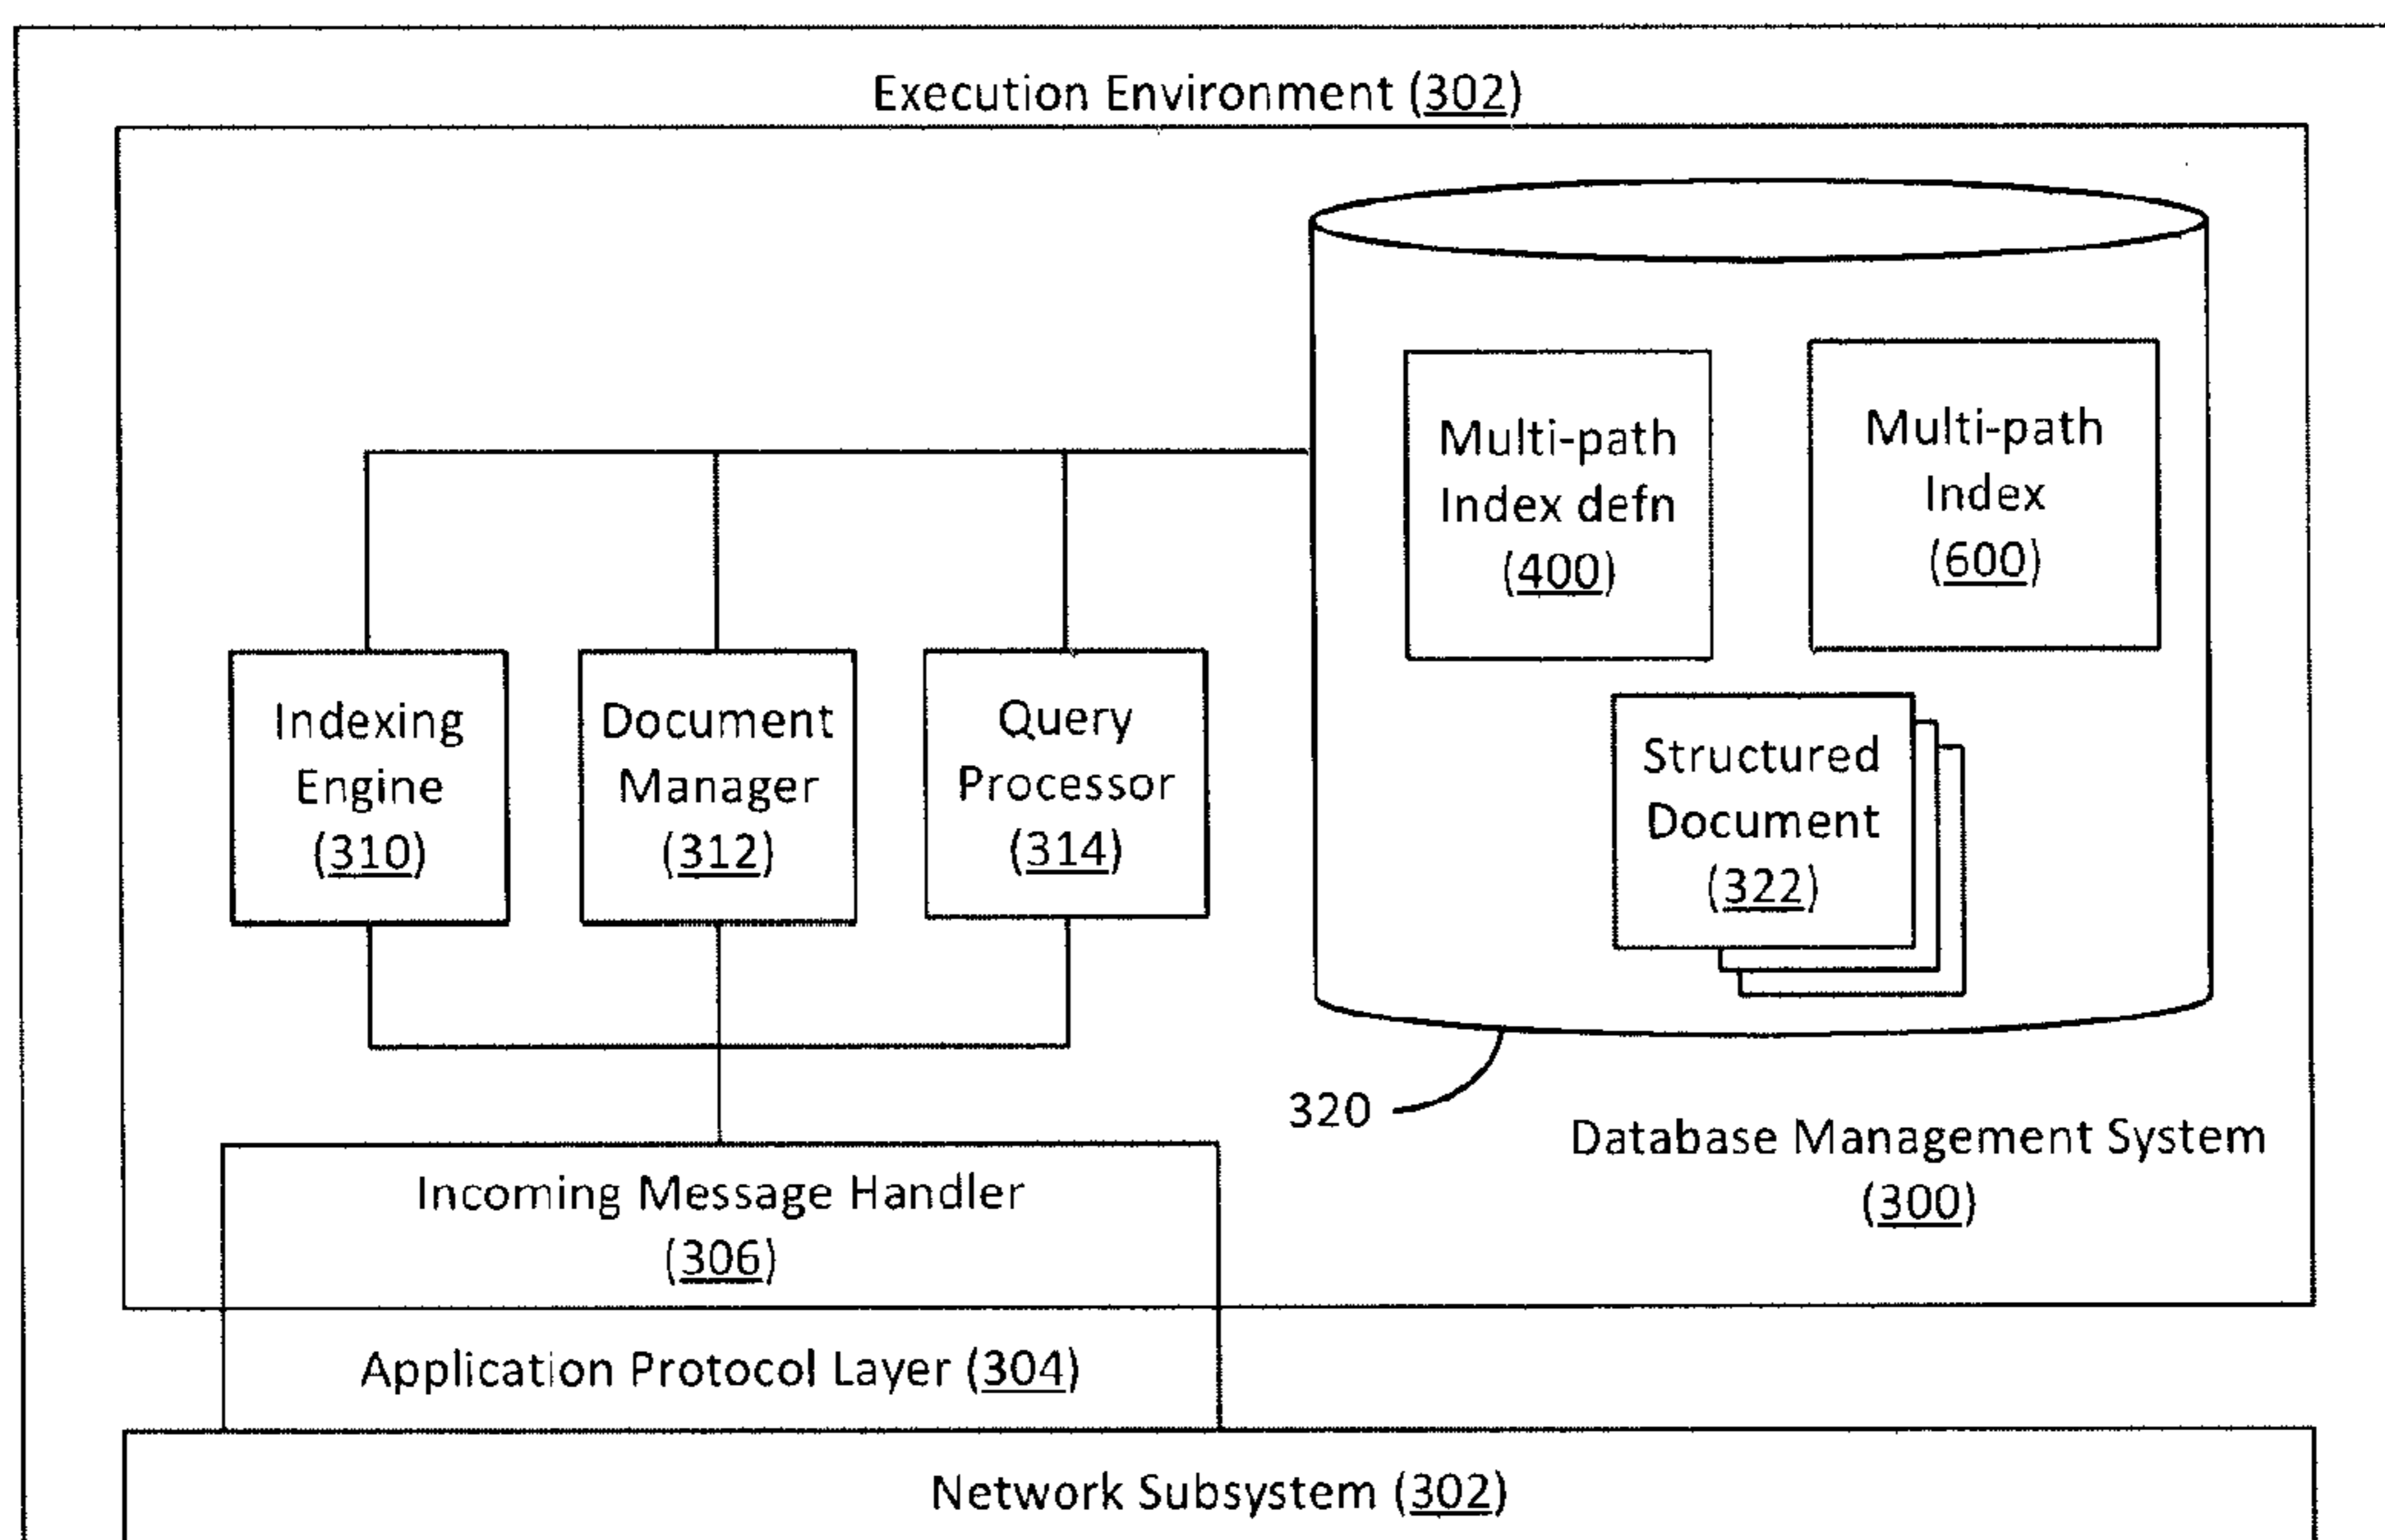 Execution Environment (302)
Multi-path
Index defn
(400)
Multi-path
Index
(600)
Indexing
Engine
(310)
Document
Manager
(312)
Query
Processor
(314)
Structured
Document
(322)
320
Database Management System
(300)
Incoming Message Handler
(306)
Application Protocol Layer (304)
Network Subsystem (302)